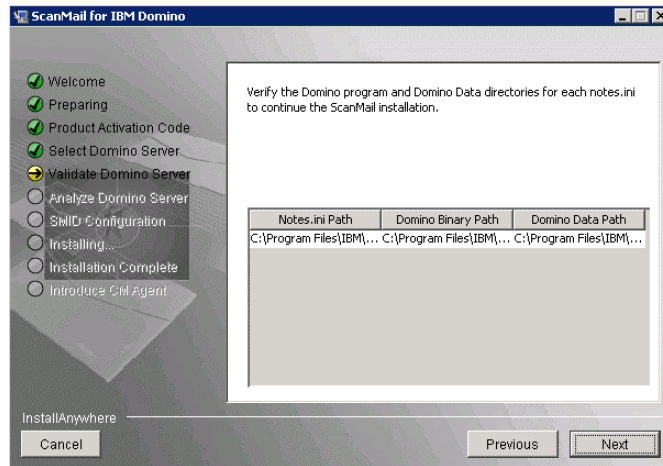 ScanMail for IBM Domino
Welcome
Preparing
Product Activation Code
Select Domino Server
Validate Domino Server
Analyze Domino Server
SMID Configuration
Installing...
Installation Complete
Introduce CM Agent
Verify the Domino program and Domino Data directories for each notes.ini
to continue the ScanMail installation.
Notes.ini Path Domino Binary Path Domino Data Path
C:\Program Files\IBM\... C:\Program Files\IBM\... C:\Program Files\IBM\...
InstallAnywhere
Cancel Previous Next